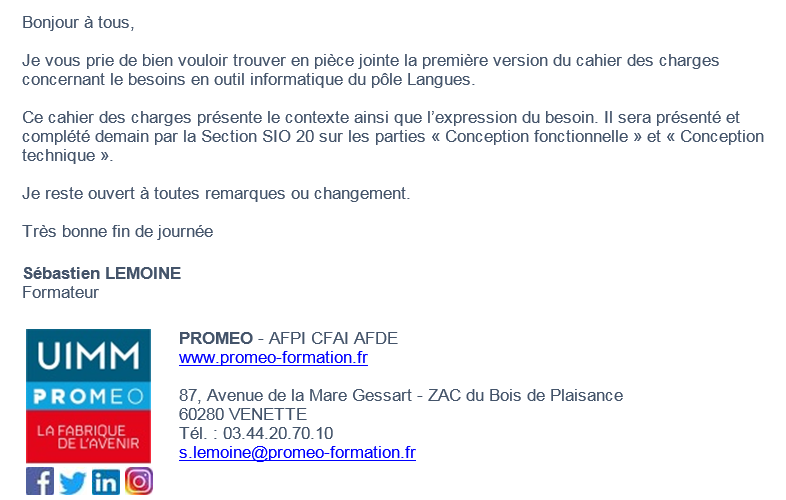 Bonjour à tous,
Je vous prie de bien vouloir trouver en pièce jointe la première version du cahier des charges
concernant le besoins en outil informatique du pôle Langues.
Ce cahier des charges présente le contexte ainsi que l'expression du besoin. Il sera présenté et
complété demain par la Section SIO 20 sur les parties « Conception fonctionnelle » et « Conception
technique ».
Je reste ouvert à toutes remarques ou changement.
Très bonne fin de journée
Sébastien LEMOINE
Formateur
UIMM
PROMEO
LA FABRIQUE
DE L'AVENIR
PROMEO - AFPI CFAI AFDE
www.promeo-formation.fr
87, Avenue de la Mare Gessart - ZAC du Bois de Plaisance
60280 VENETTE
Tél. : 03.44.20.70.10
s.lemoine@promeo-formation.fr